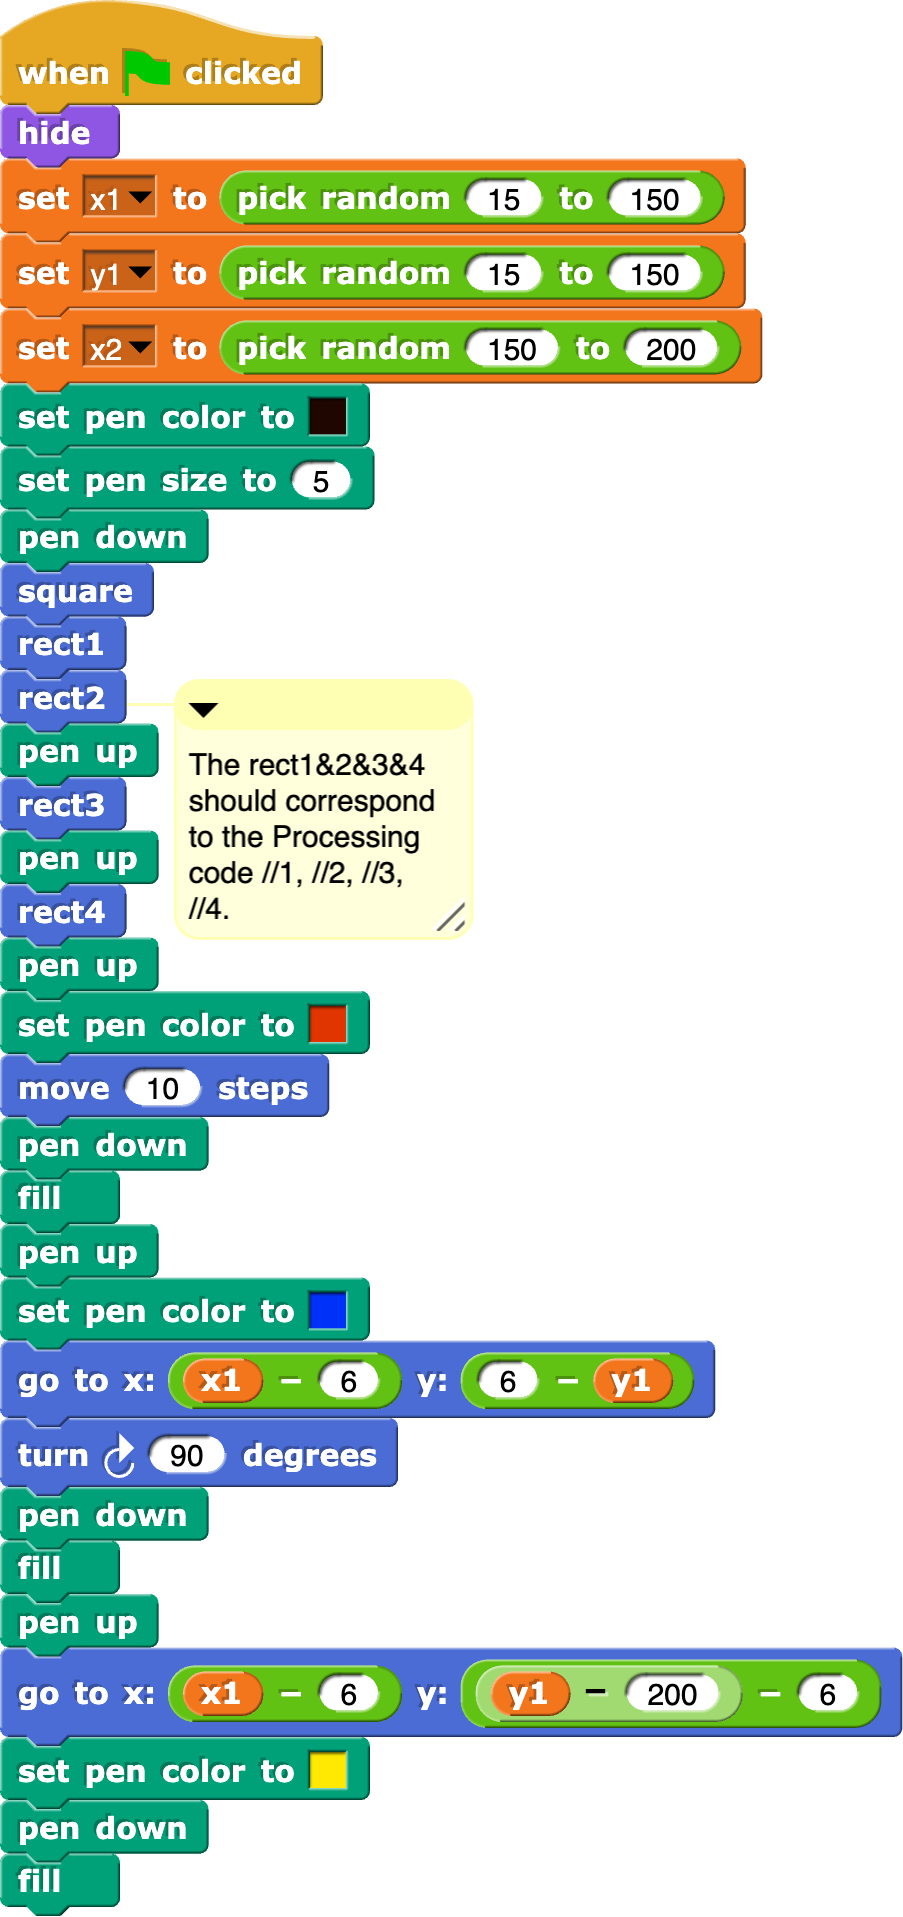 when clicked
hide
set x1 to pick random 15 to 150
set y1 to pick random 15 to 150
set x2 to pick random 150 to 200
set pen color to
set pen size to 5
pen down
square
rect1
rect2
pen up
The rect1&2&3&4
should correspond
to the Processing
code //1, //2, //3,
//4.
rect3
pen up
rect4
pen up
set pen color to
move 10 steps
pen down
fill
pen up
set pen color to
go to x: x1 - 6 y: 6 - y1
turn 90 degrees
pen down
fill
pen up
go to x: x1 - 6 y: y1 - 200 - 6
set pen color to
pen down
fill